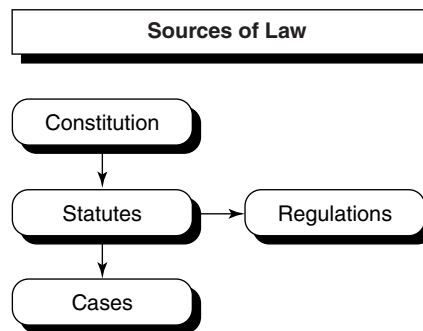 Sources of Law
Constitution
Statutes
Regulations
Cases